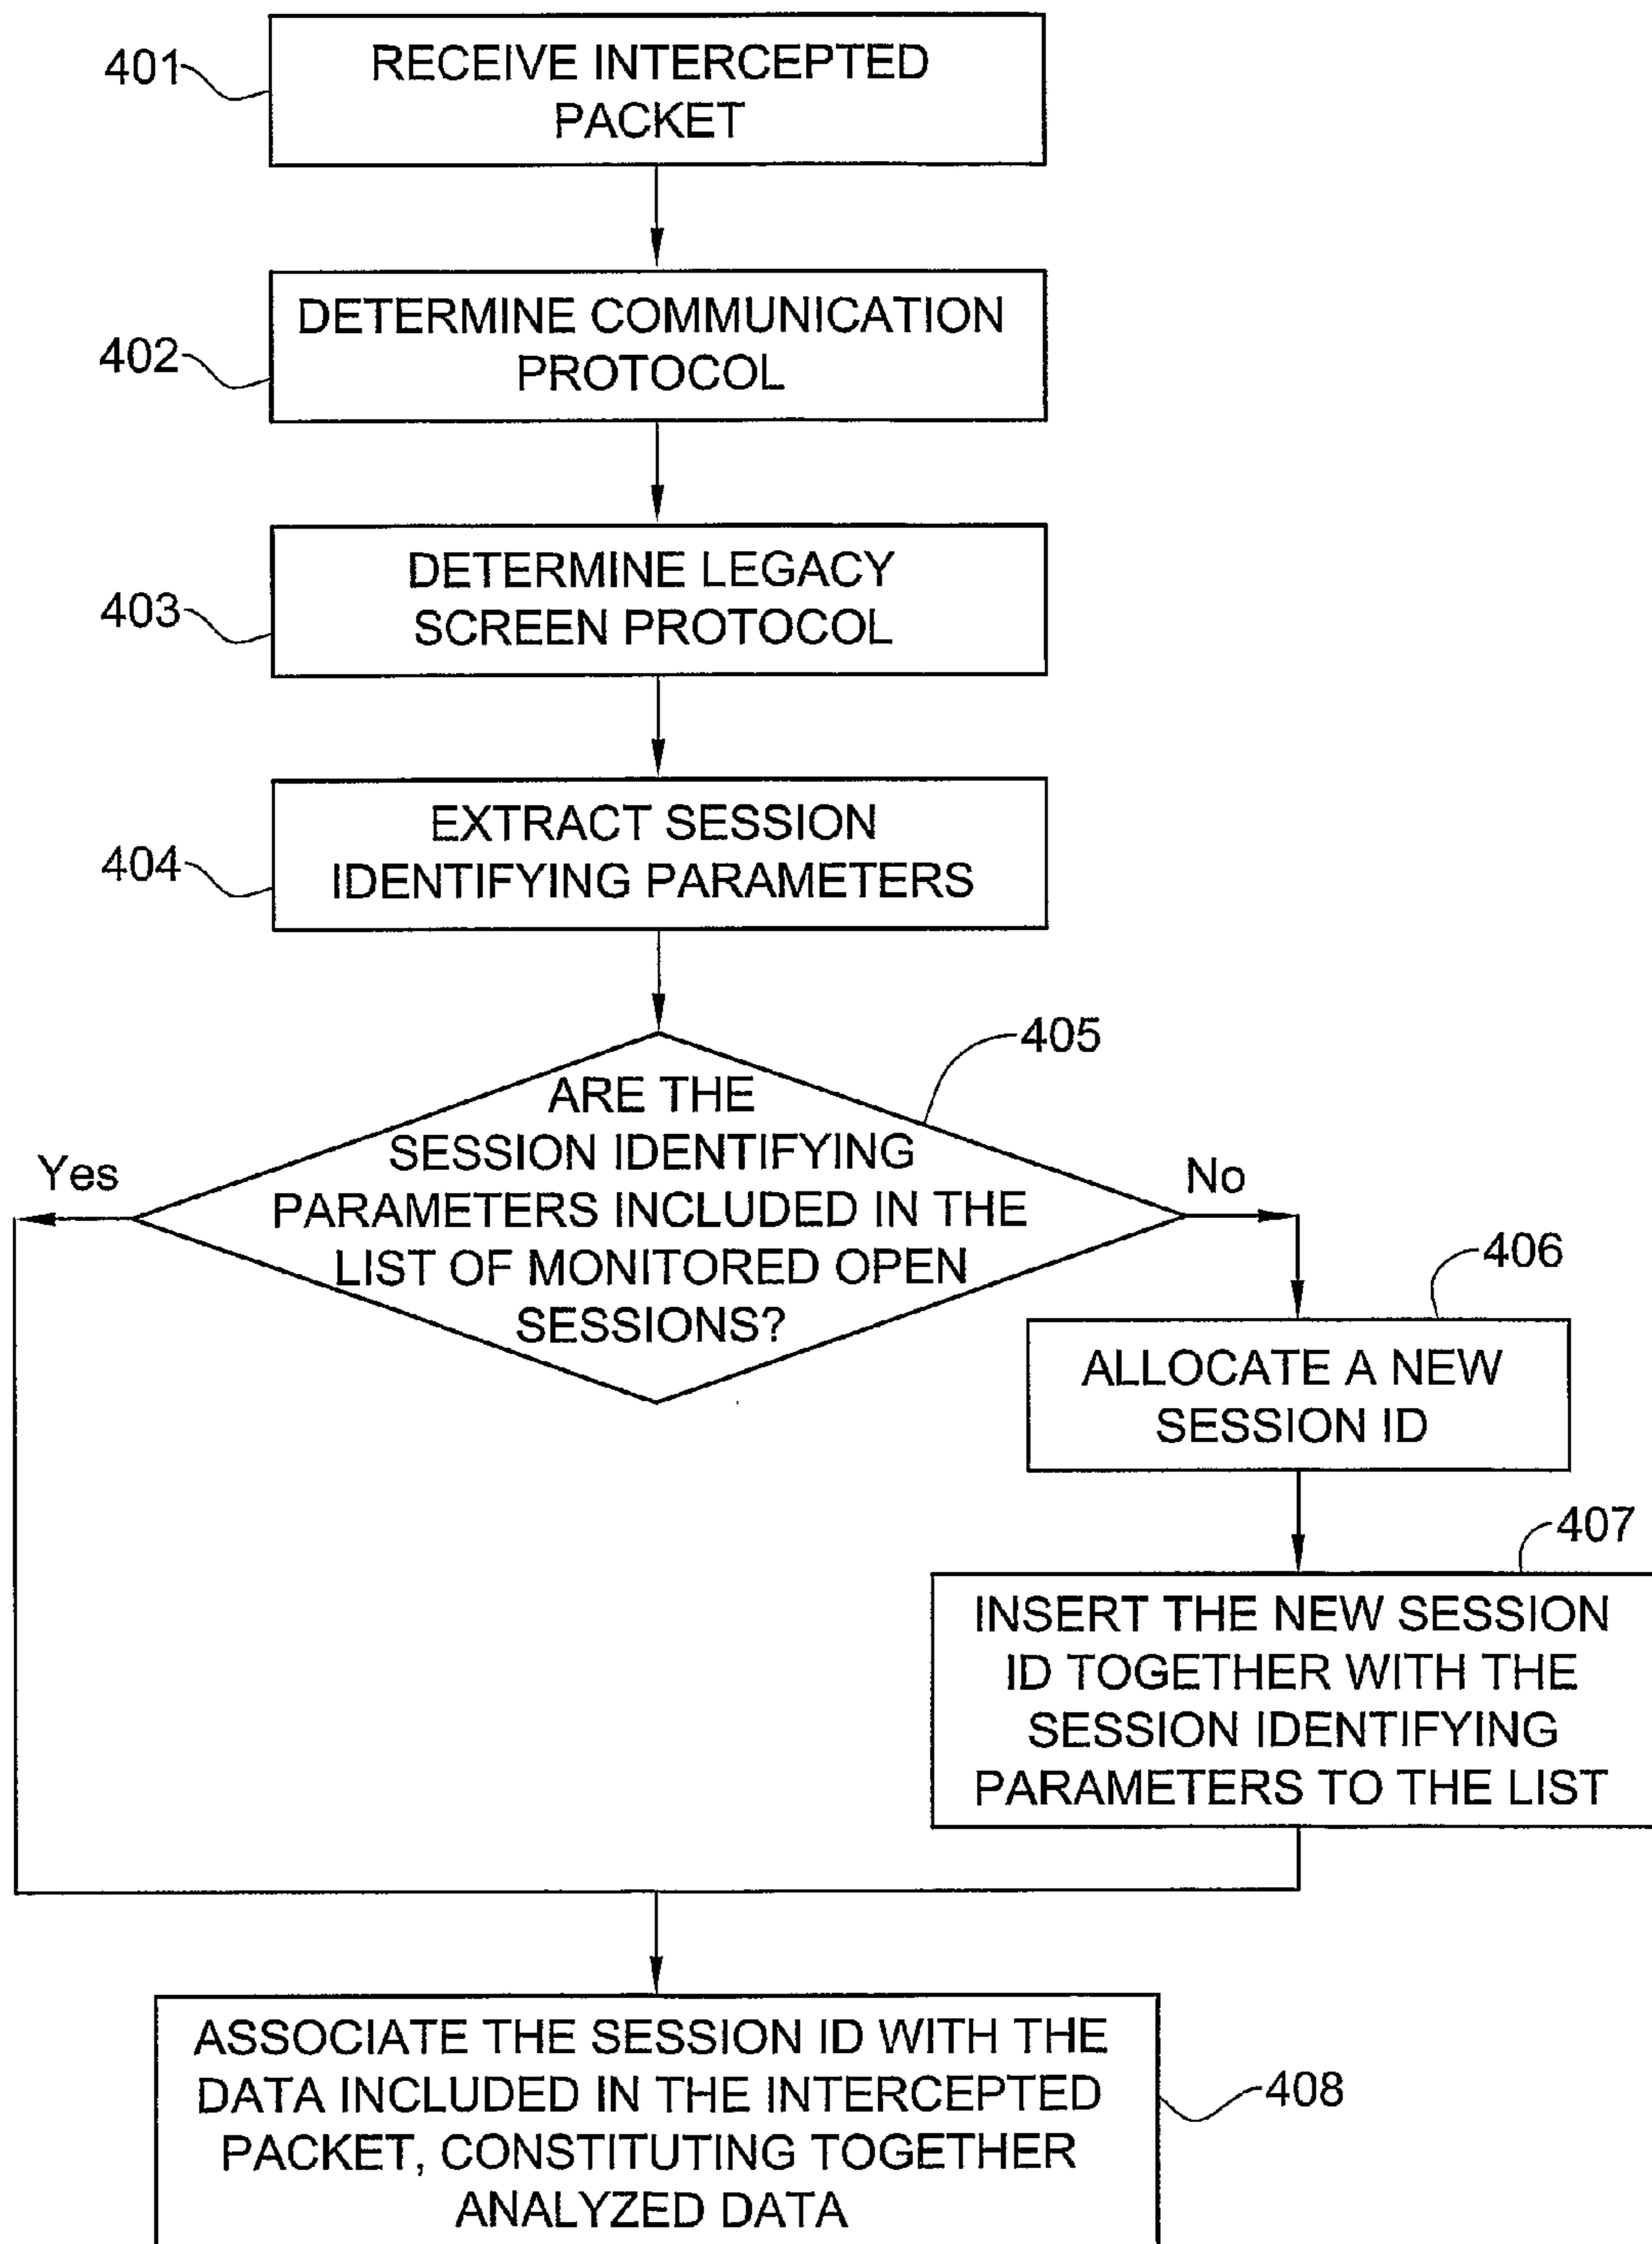 401
RECEIVE INTERCEPTED
PACKET
402
DETERMINE COMMUNICATION
PROTOCOL
403
DETERMINE LEGACY
SCREEN PROTOCOL
404
EXTRACT SESSION
IDENTIFYING PARAMETERS
405
ARE THE
SESSION IDENTIFYING
PARAMETERS INCLUDED IN THE
LIST OF MONITORED OPEN
SESSIONS?
Yes
No
406
ALLOCATE A NEW
SESSION ID
407
INSERT THE NEW SESSION
ID TOGETHER WITH THE
SESSION IDENTIFYING
PARAMETERS TO THE LIST
408
ASSOCIATE THE SESSION ID WITH THE
DATA INCLUDED IN THE INTERCEPTED
PACKET, CONSTITUTING TOGETHER
ANALYZED DATA